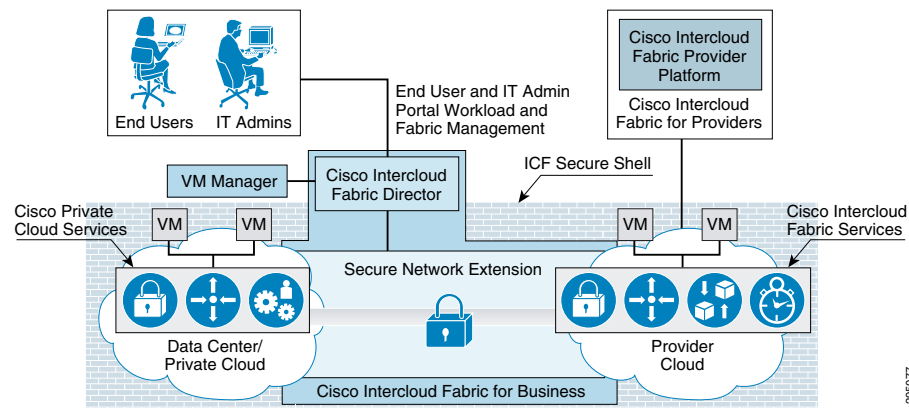 End Users
IT Admins
End User and IT Admin
Portal Workload and
Fabric Management
Cisco Intercloud
Fabric Provider
Platform
Cisco Intercloud
Fabric for Providers
VM Manager
Cisco Intercloud
Fabric Director
ICF Secure Shell
Cisco Private
Cloud Services
VM
VM
VM
VM
Cisco Intercloud
Fabric Services
Secure Network Extension
Data Center/
Private Cloud
Provider
Cloud
Cisco Intercloud Fabric for Business